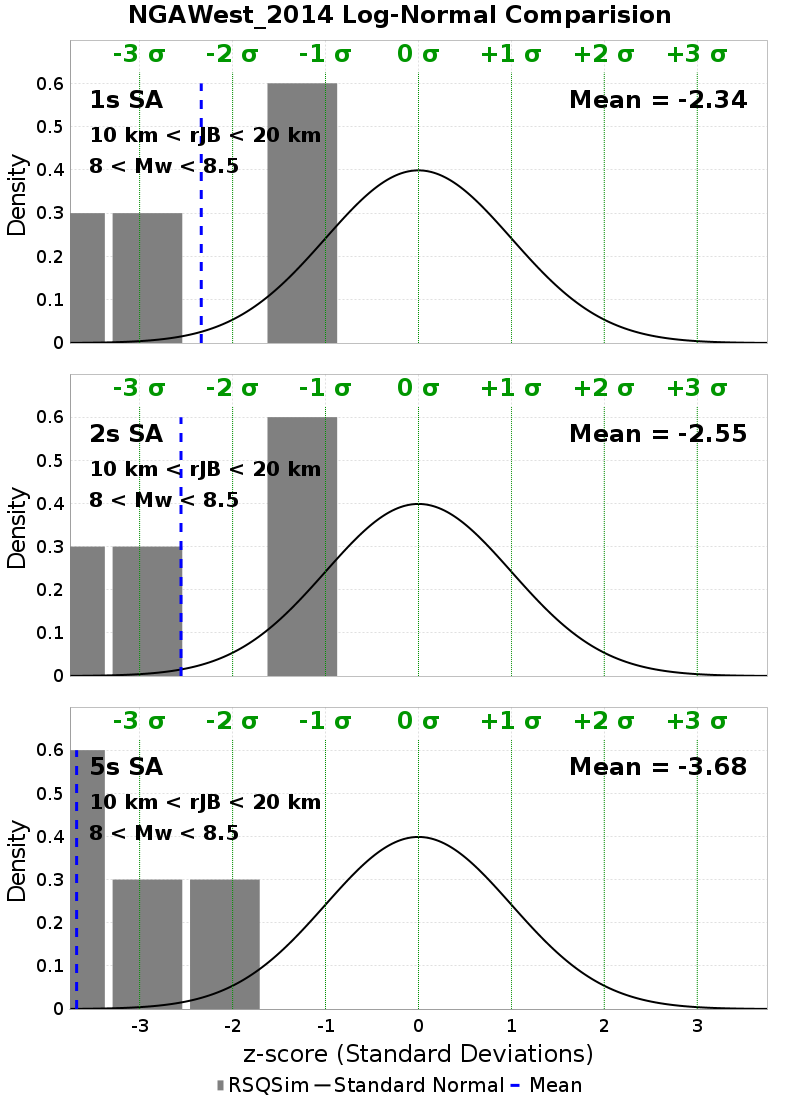 NGAWest_2014 Log-Normal Comparision
-3 σ -2 σ -1 σ 0 σ +1 σ +2 σ +3 σ
1s SA
Mean = -2.34
10 km < rJB < 20 km
8 < Mw < 8.5
0.6
0.5
0.4
0.3
0.2
0.1
0
Density
-3 σ -2 σ -1 σ 0 σ +1 σ +2 σ +3 σ
2s SA
Mean = -2.55
10 km < rJB < 20 km
8 < Mw < 8.5
0.6
0.5
0.4
0.3
0.2
0.1
0
Density
-3 σ -2 σ -1 σ 0 σ +1 σ +2 σ +3 σ
5s SA
Mean = -3.68
10 km < rJB < 20 km
8 < Mw < 8.5
0.6
0.5
0.4
0.3
0.2
0.1
0
Density
-3 -2 -1 0 1 2 3
z-score (Standard Deviations)
RSQSim Standard Normal Mean